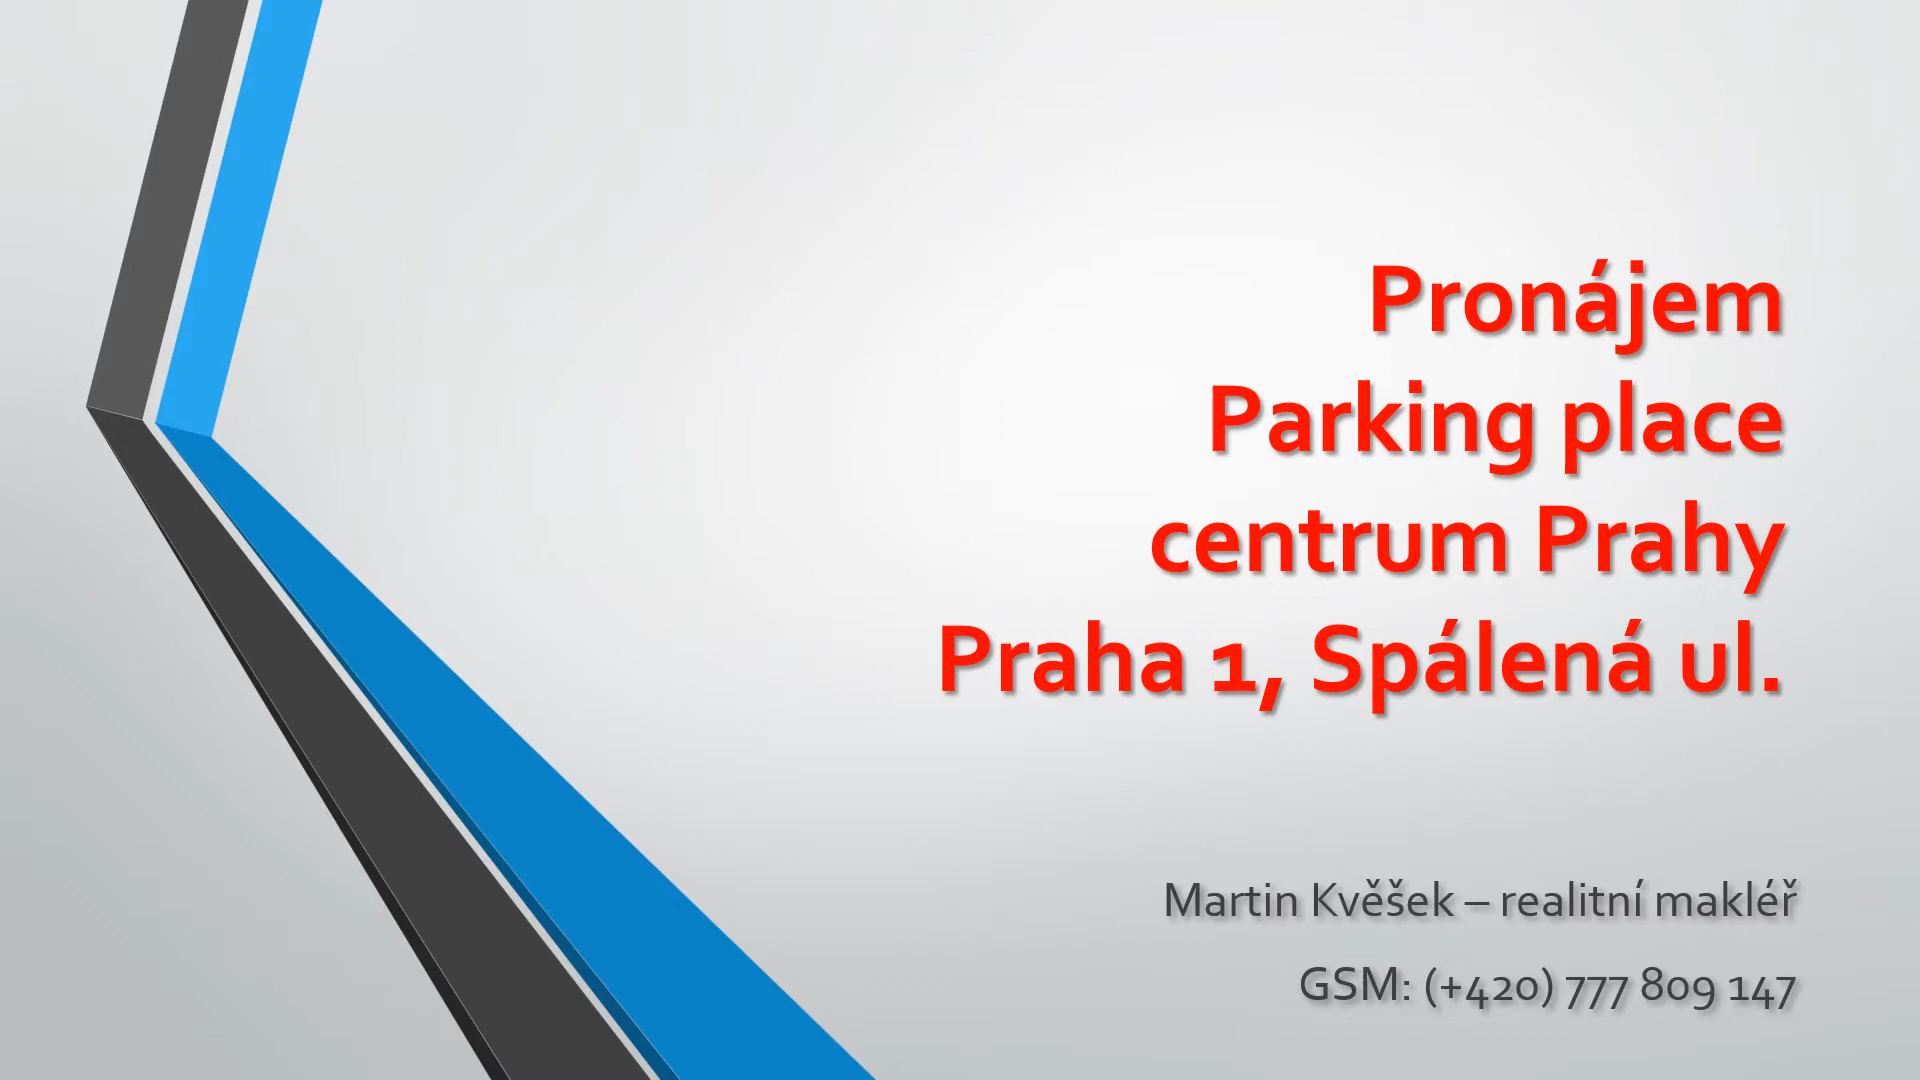 Pronájem
Parking place
centrum Prahy
Praha 1, Spálená ul.
Martin Kvěšek – realitní makléř
GSM: (+420) 777 809 147